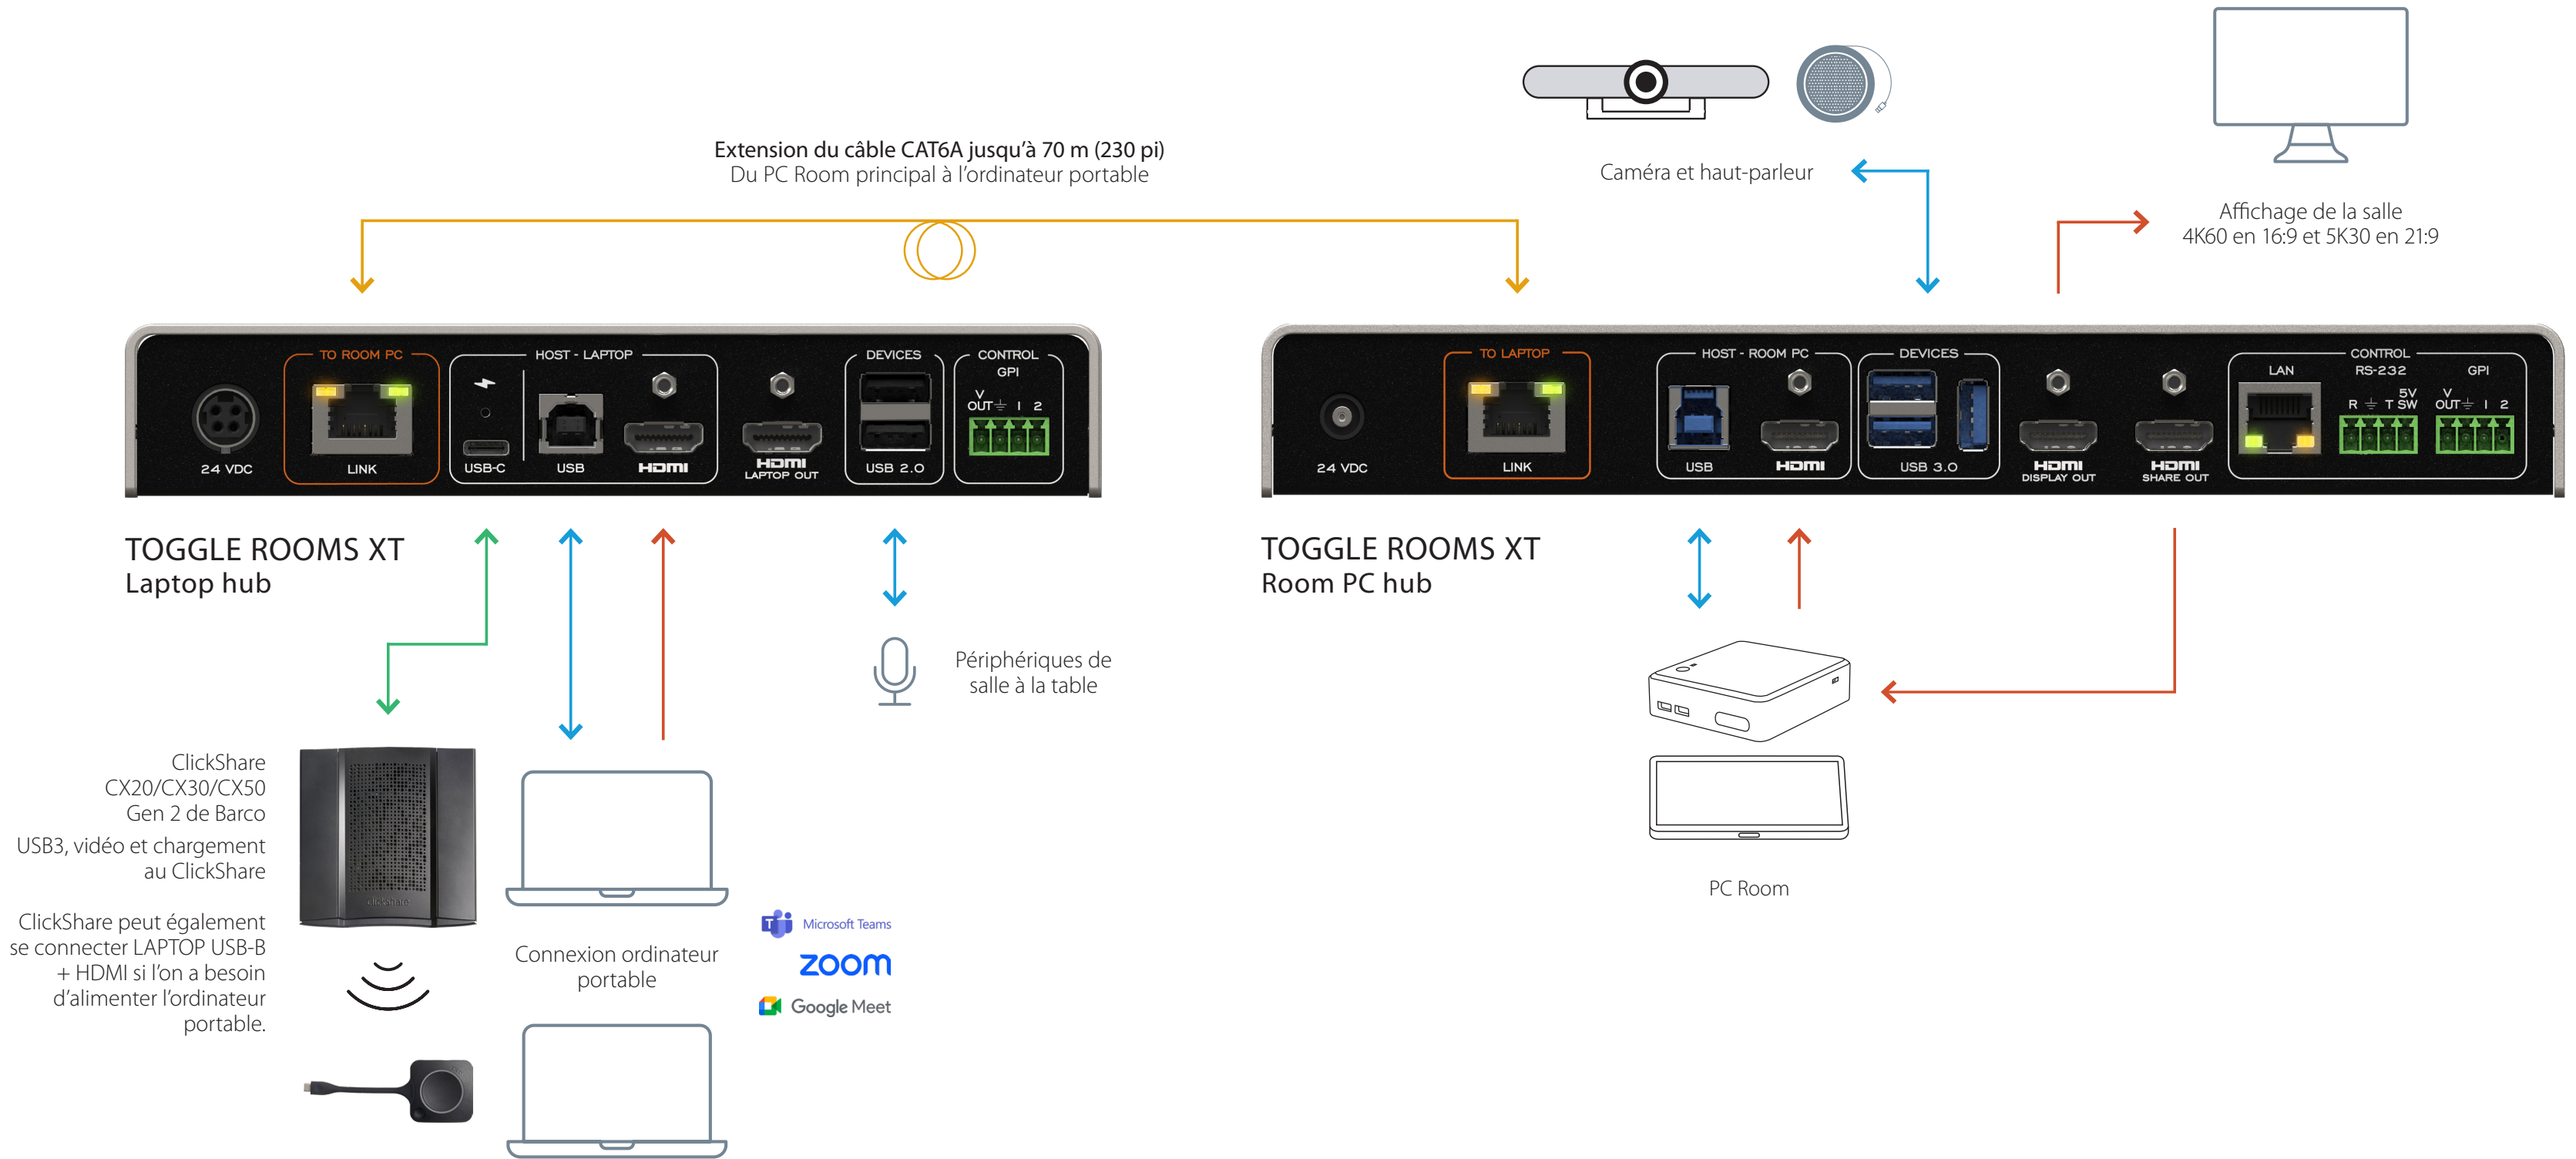 Extension du câble CAT6A jusqu'à 70 m (230 pi)
Du PC Room principal à l'ordinateur portable
Caméra et haut-parleur
Affichage de la salle
4K60 en 16:9 et 5K30 en 21:9
TO ROOM PC
HOST - LAPTOP
DEVICES
CONTROL
GPI
V
OUT 1 2
24 VDC
LINK
USB-C
USB
HDMI
HDMI
LAPTOP OUT
USB 2.0
TO LAPTOP
HOST - ROOM PC
DEVICES
CONTROL
LAN
RS-232
GPI
5V
R T SW
V
OUT 1 2
24 VDC
LINK
USB
HDMI
USB 3.0
HDMI
DISPLAY OUT
HDMI
SHARE OUT
TOGGLE ROOMS XT
Laptop hub
TOGGLE ROOMS XT
Room PC hub
Périphériques de
salle à la table
ClickShare
CX20/CX30/CX50
Gen 2 de Barco
USB3, vidéo et chargement
au ClickShare
clickshare
ClickShare peut également
se connecter LAPTOP USB-B
+ HDMI si l'on a besoin
d'alimenter l'ordinateur
portable.
Connexion ordinateur
portable
T
Microsoft Teams
zoom
Google Meet
PC Room